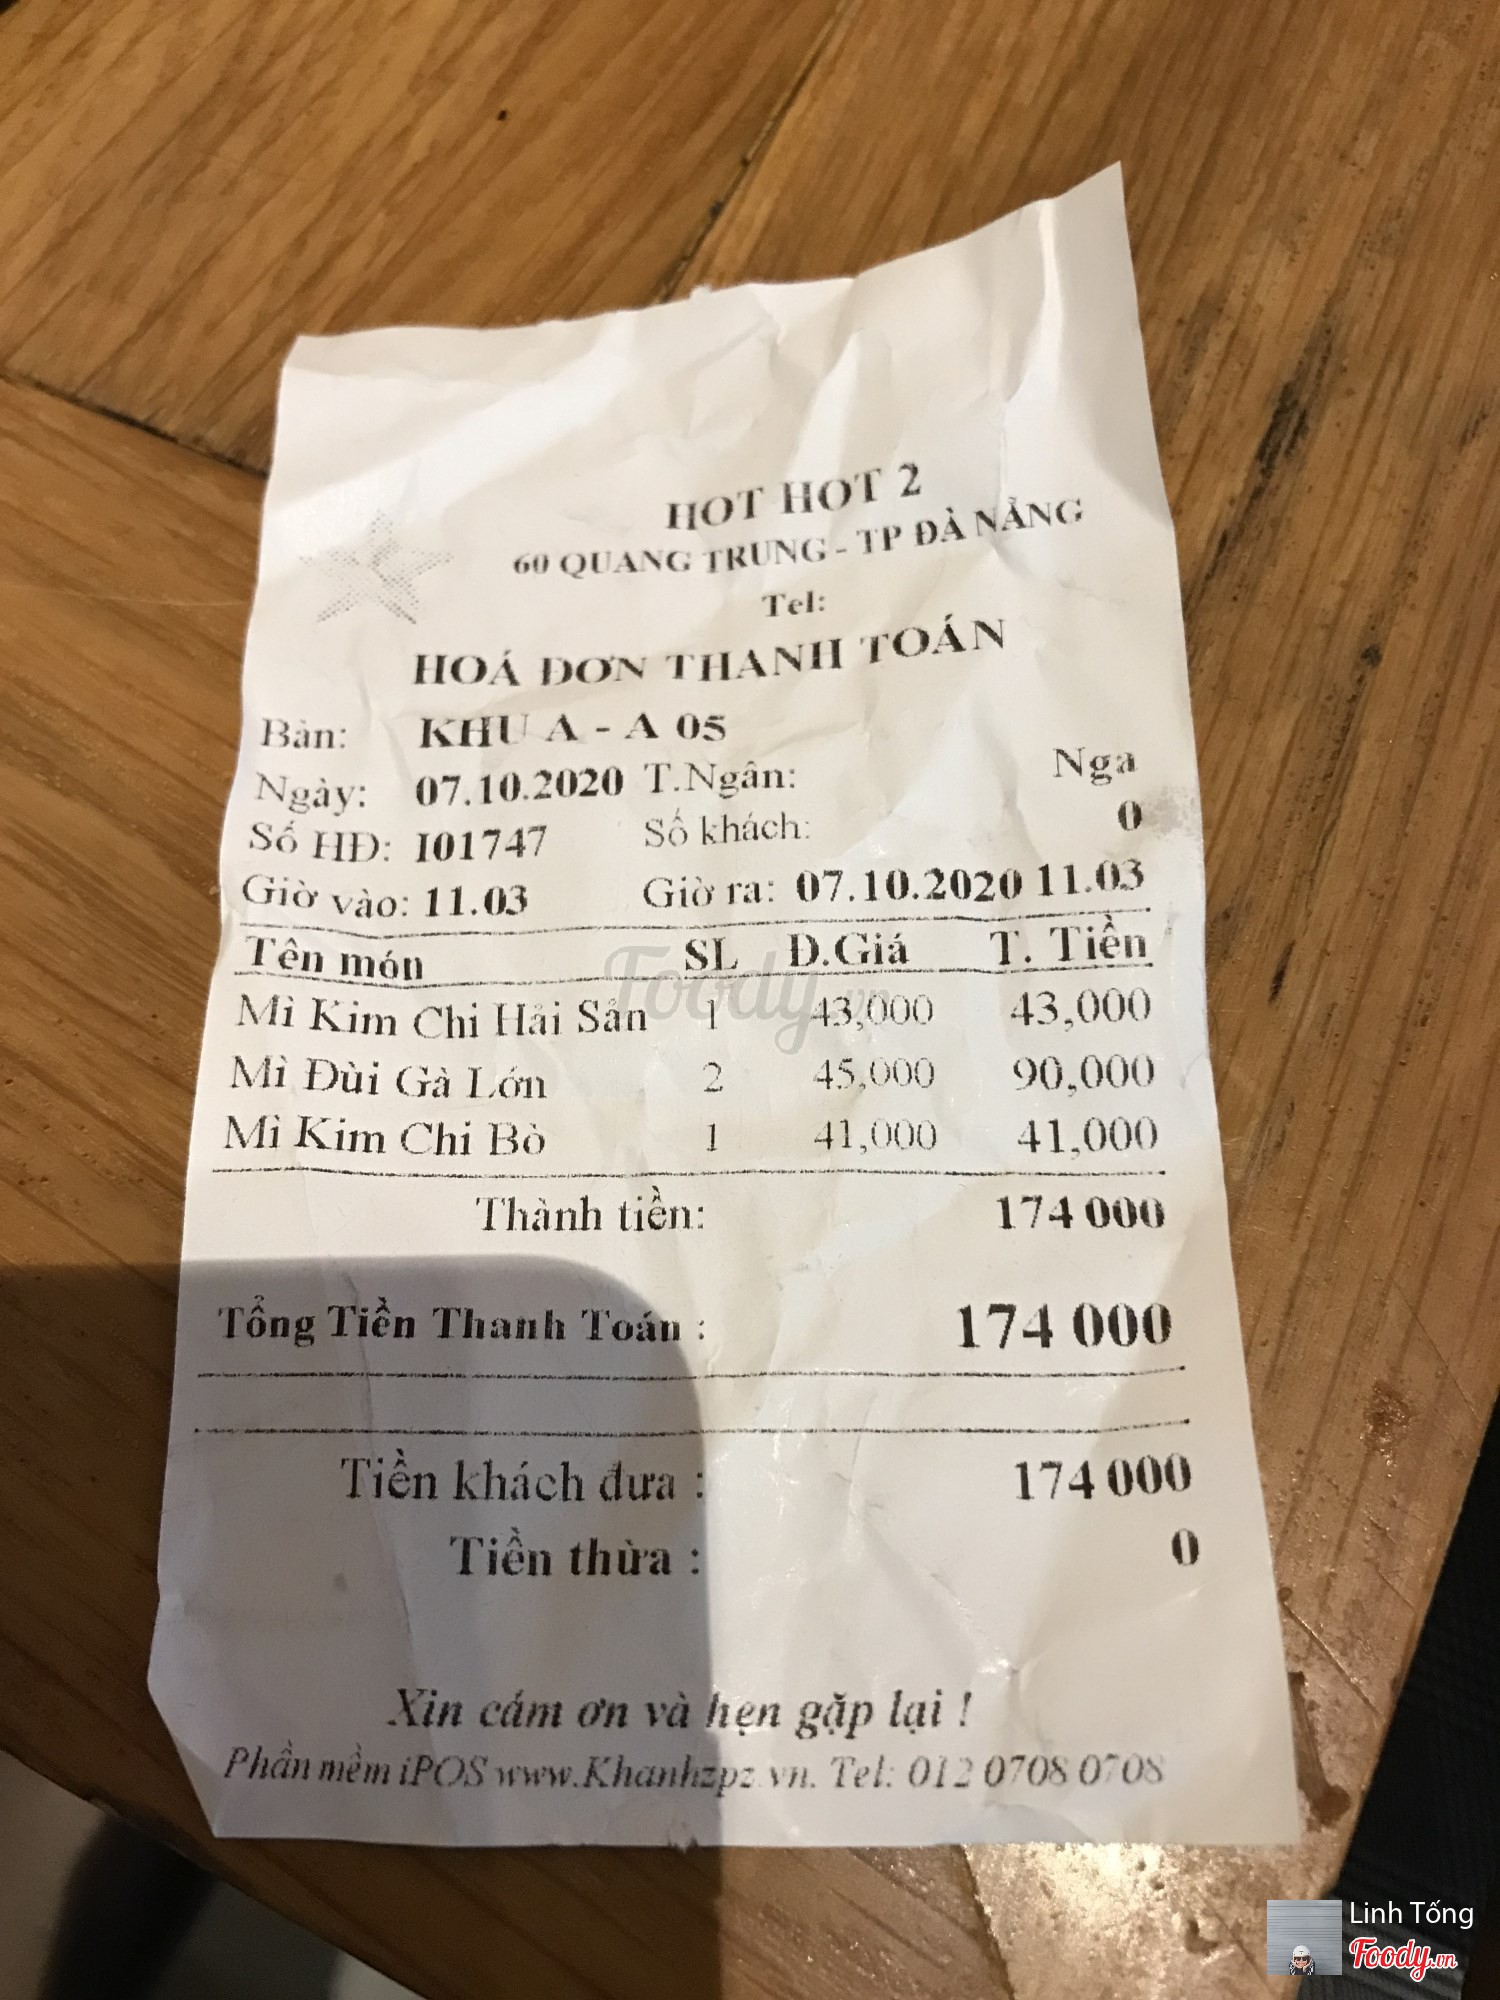 HOT HOT 2
60 QUANG TRUNG - TP ĐÀ NẴNG
Tel:
HOÁ ĐƠN THANH TOÁN
Bàn: KHU A - A 05
Ngày: 07.10.2020 T.Ngân: Nga
Số HĐ: I01747 Số khách: 0
Giờ vào: 11.03 Giờ ra: 07.10.2020 11.03
Tên món SL Đ.Giá T. Tiền
Mì Kim Chi Hải Sản 1 43,000 43,000
Mì Đùi Gà Lớn 2 45,000 90,000
Mì Kim Chi Bò 1 41,000 41,000
Thành tiền: 174 000
Tổng Tiền Thanh Toán : 174 000
Tiền khách đưa : 174 000
Tiền thừa : 0
Xin cám ơn và hẹn gặp lại !
Phần mềm iPOS www.Khanhzpz.vn. Tel: 012 0708 0708
Foody.vn
Linh Tống
Foody.vn